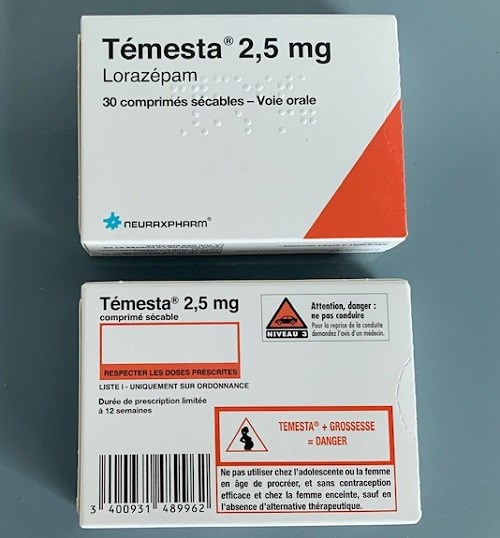 Témesta® 2,5 mg
Lorazépam
30 comprimés sécables – Voie orale
NEURAXPHARM®
Témesta® 2,5 mg
comprimé sécable
Attention, danger :
ne pas conduire
Pour la reprise de la conduite
demandez l'avis d'un médecin.
NIVEAU 3
RESPECTER LES DOSES PRESCRITES
LISTE I - UNIQUEMENT SUR ORDONNANCE
Durée de prescription limitée
à 12 semaines
TEMESTA® + GROSSESSE
= DANGER
Ne pas utiliser chez l'adolescente ou la femme
en âge de procréer, et sans contraception
efficace et chez la femme enceinte, sauf en
l'absence d'alternative thérapeutique.
3 400931 489962